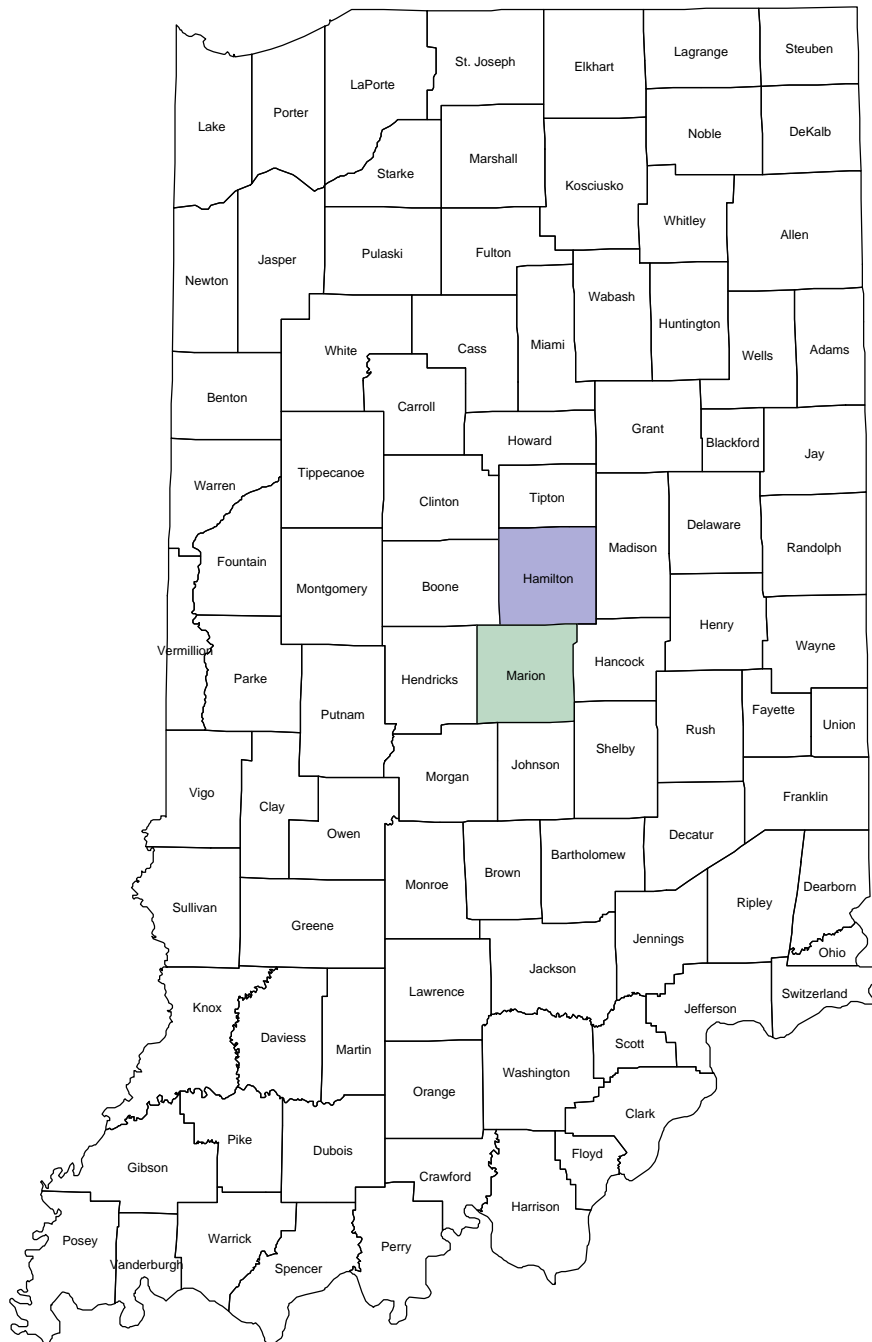 Steuben
Lagrange
St. Joseph
Elkhart
LaPorte
Porter
Lake
Noble
DeKalb
Marshall
Starke
Kosciusko
Whitley
Allen
Pulaski
Fulton
Jasper
Newton
Wabash
Huntington
Miami
White
Cass
Wells
Adams
Benton
Carroll
Grant
Howard
Blackford
Jay
Tippecanoe
Warren
Clinton
Tipton
Delaware
Madison
Randolph
Fountain
Hamilton
Boone
Montgomery
Henry
Wayne
Vermillion
Parke
Hendricks
Marion
Hancock
Putnam
Fayette
Union
Rush
Shelby
Johnson
Morgan
Vigo
Clay
Franklin
Owen
Decatur
Bartholomew
Brown
Monroe
Dearborn
Ripley
Sullivan
Greene
Jennings
Ohio
Jackson
Lawrence
Switzerland
Knox
Jefferson
Daviess
Martin
Scott
Washington
Orange
Clark
Pike
Dubois
Floyd
Gibson
Crawford
Harrison
Posey
Warrick
Perry
Vanderburgh
Spencer